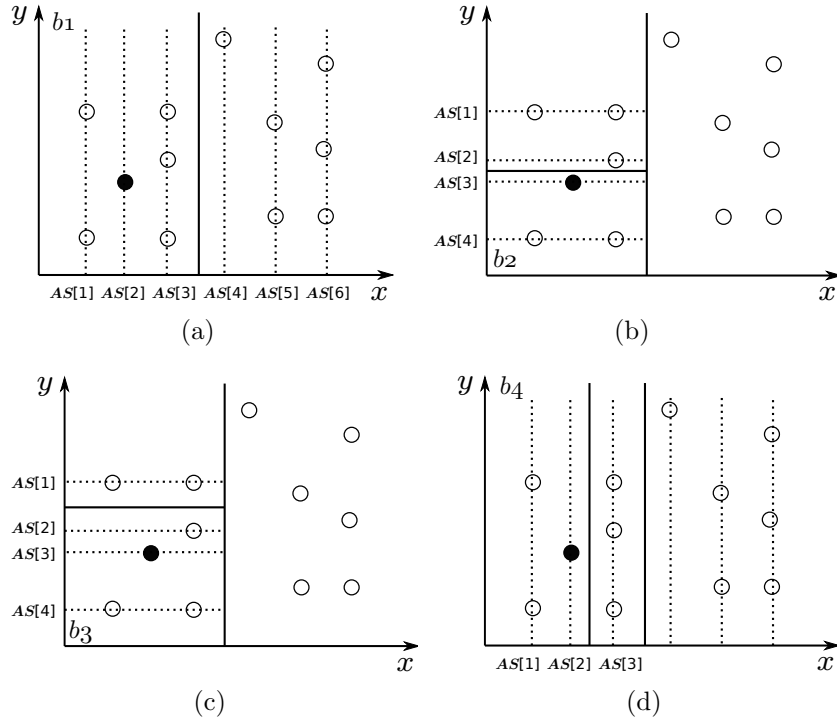 y
b1
AS[1] AS[2] AS[3] AS[4] AS[5] AS[6] x
(a)
y
AS[1]
AS[2]
AS[3]
AS[4]
b2
x
(b)
y
AS[1]
AS[2]
AS[3]
AS[4]
b3
x
(c)
y
b4
AS[1] AS[2] AS[3]
x
(d)